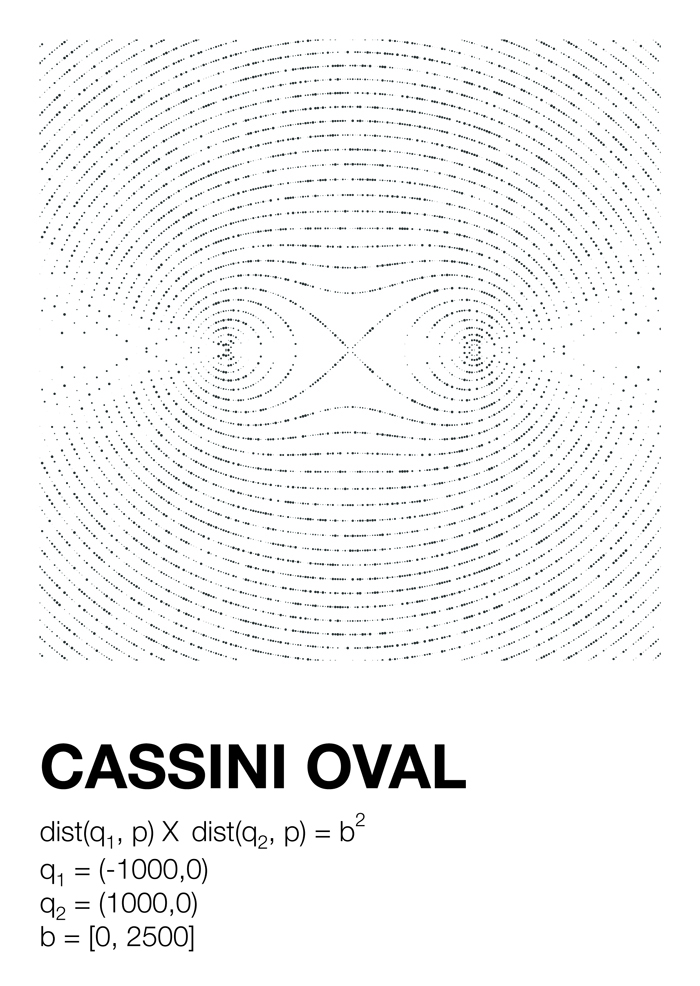 CASSINI OVAL
dist(q₁, p) X dist(q₂, p) = b²
q₁ = (-1000,0)
q₂ = (1000,0)
b = [0, 2500]